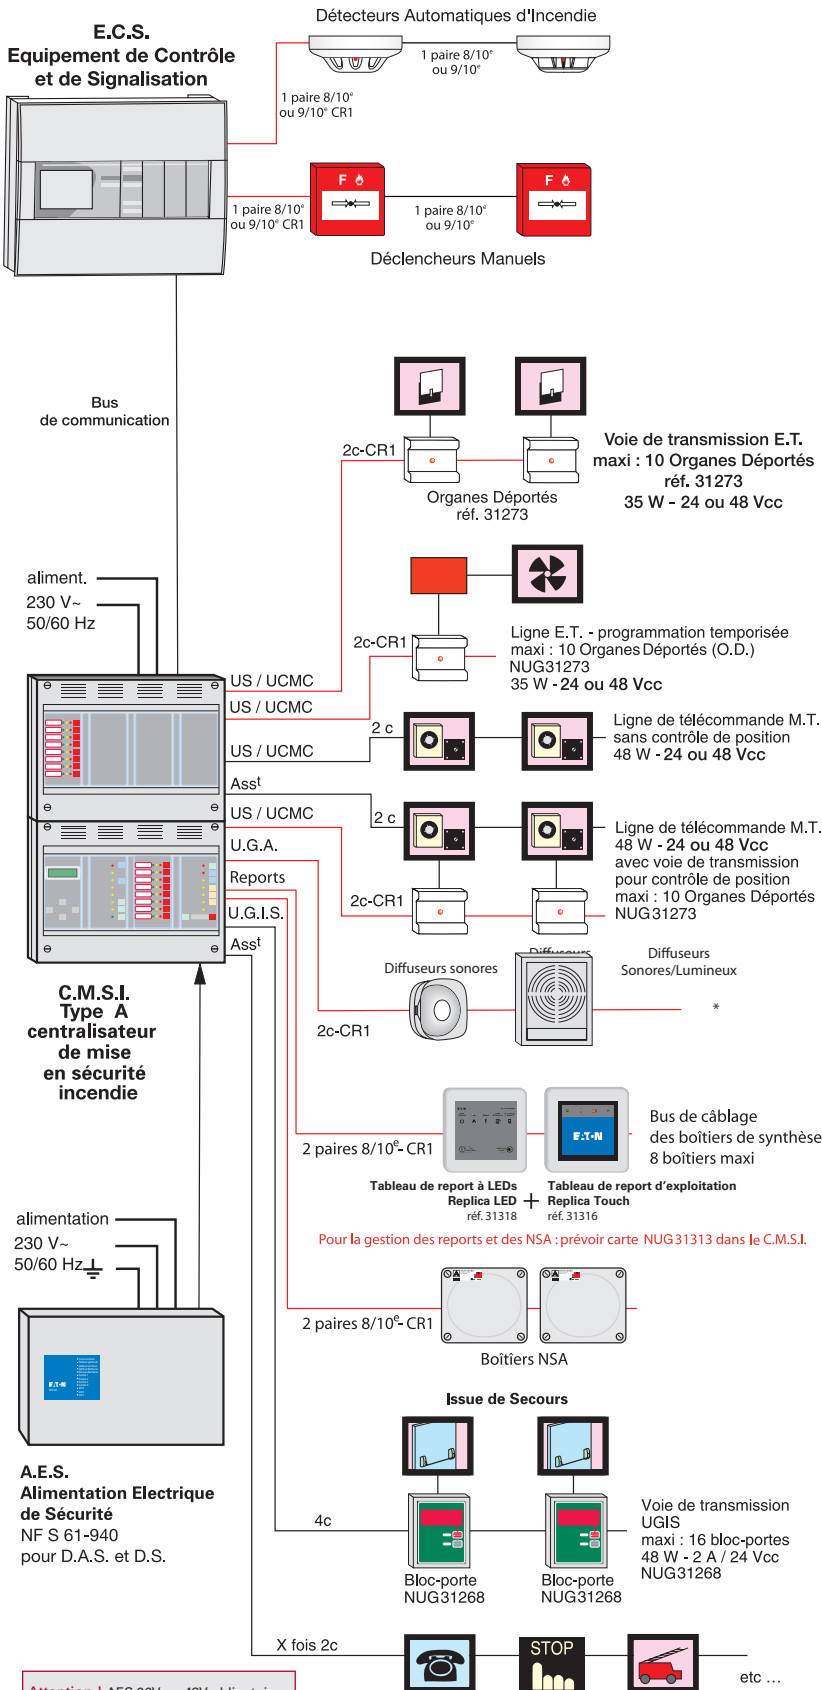 Détecteurs Automatiques d'Incendie
E.C.S.
Equipement de Contrôle
et de Signalisation
1 paire 8/10e
ou 9/10e
1 paire 8/10e
ou 9/10e CR1
F
F
1 paire 8/10e
ou 9/10e CR1
1 paire 8/10e
ou 9/10e
Déclencheurs Manuels
Bus
de communication
2c-CR1
Organes Déportés
réf. 31273
Voie de transmission E.T.
maxi : 10 Organes Déportés
réf. 31273
35 W - 24 ou 48 Vcc
aliment.
230 V~
50/60 Hz
2c-CR1
Ligne E.T. - programmation temporisée
maxi : 10 Organes Déportés (O.D.)
NUG31273
35 W - 24 ou 48 Vcc
US / UCMC
US / UCMC
US / UCMC
Asst
US / UCMC
U.G.A.
Reports
U.G.I.S.
Asst
2 c
Ligne de télécommande M.T.
sans contrôle de position
48 W - 24 ou 48 Vcc
2 c
2c-CR1
Ligne de télécommande M.T.
48 W - 24 ou 48 Vcc
avec voie de transmission
pour contrôle de position
maxi : 10 Organes Déportés
NUG31273
C.M.S.I.
Type A
centralisateur
de mise
en sécurité
incendie
Diffuseurs sonores
Diffuseurs
Diffuseurs
Sonores/Lumineux
*
2c-CR1
2 paires 8/10e- CR1
EATON
Bus de câblage
des boîtiers de synthèse
8 boîtiers maxi
Tableau de report à LEDs
Replica LED
réf. 31318
+
Tableau de report d'exploitation
Replica Touch
réf. 31316
Pour la gestion des reports et des NSA : prévoir carte NUG31313 dans le C.M.S.I.
alimentation
230 V~
50/60 Hz
2 paires 8/10e- CR1
Boîtîers NSA
EATON
A.E.S.
Alimentation Electrique
de Sécurité
NF S 61-940
pour D.A.S. et D.S.
Issue de Secours
4c
Bloc-porte
NUG31268
Bloc-porte
NUG31268
Voie de transmission
UGIS
maxi : 16 bloc-portes
48 W - 2 A / 24 Vcc
NUG31268
X fois 2c
STOP
etc ...